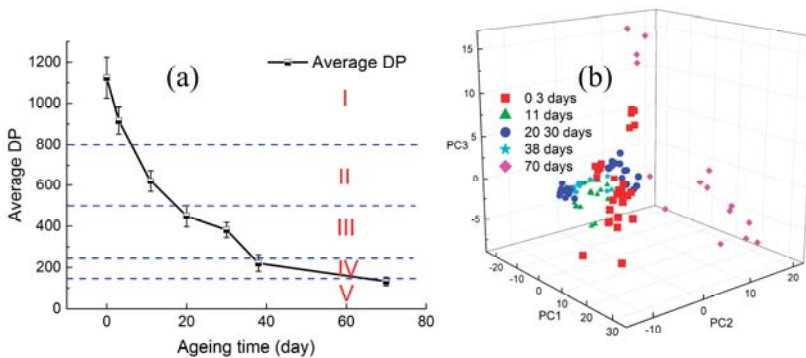 (a)
Average DP
I
II
III
IV
V
1200
1000
800
600
400
200
0
0 20 40 60 80
Average DP
Ageing time (day)
(b)
0 3 days
11 days
20 30 days
38 days
70 days
15
10
5
0
-5
PC3
-20
-10
0
10
20
30
PC1
-10
0
10
20
PC2